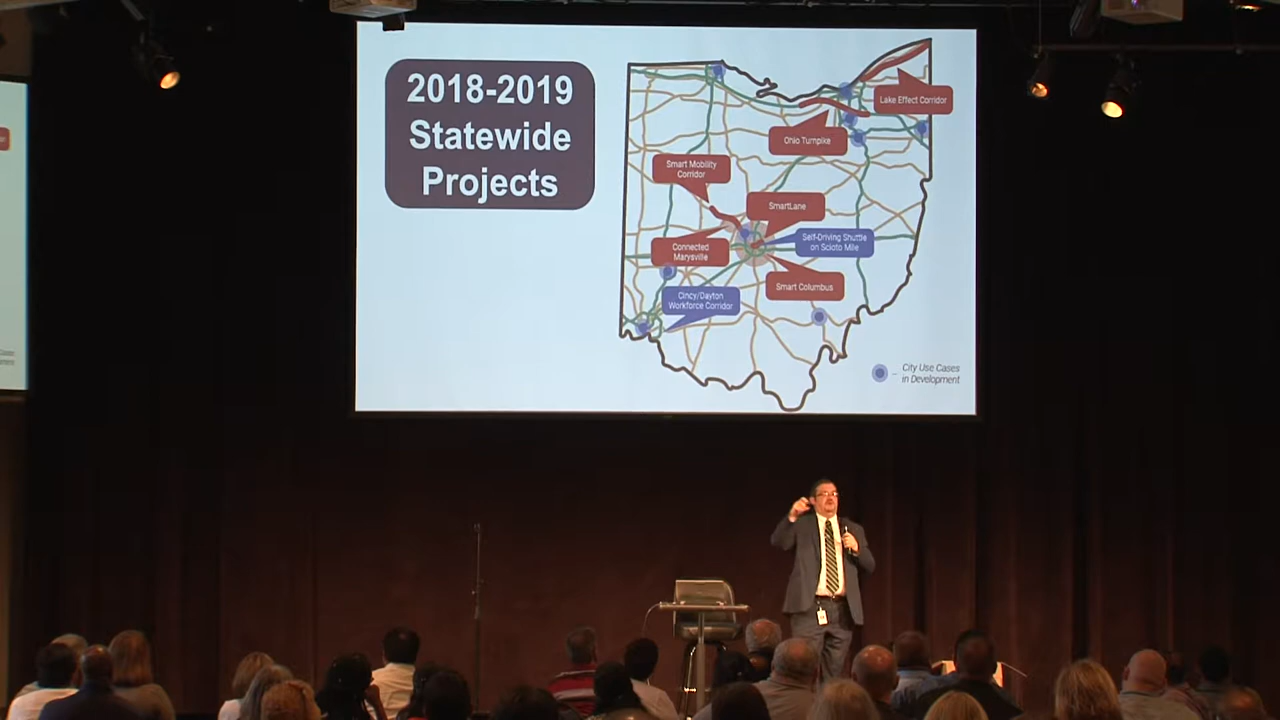 2018-2019
Statewide
Projects
Lake Effect Corridor
Ohio Turnpike
Smart Mobility
Corridor
SmartLane
Self-Driving Shuttle
on Scioto Mile
Connected
Marysville
Smart Columbus
Cincy/Dayton
Workforce Corridor
City Use Cases
in Development